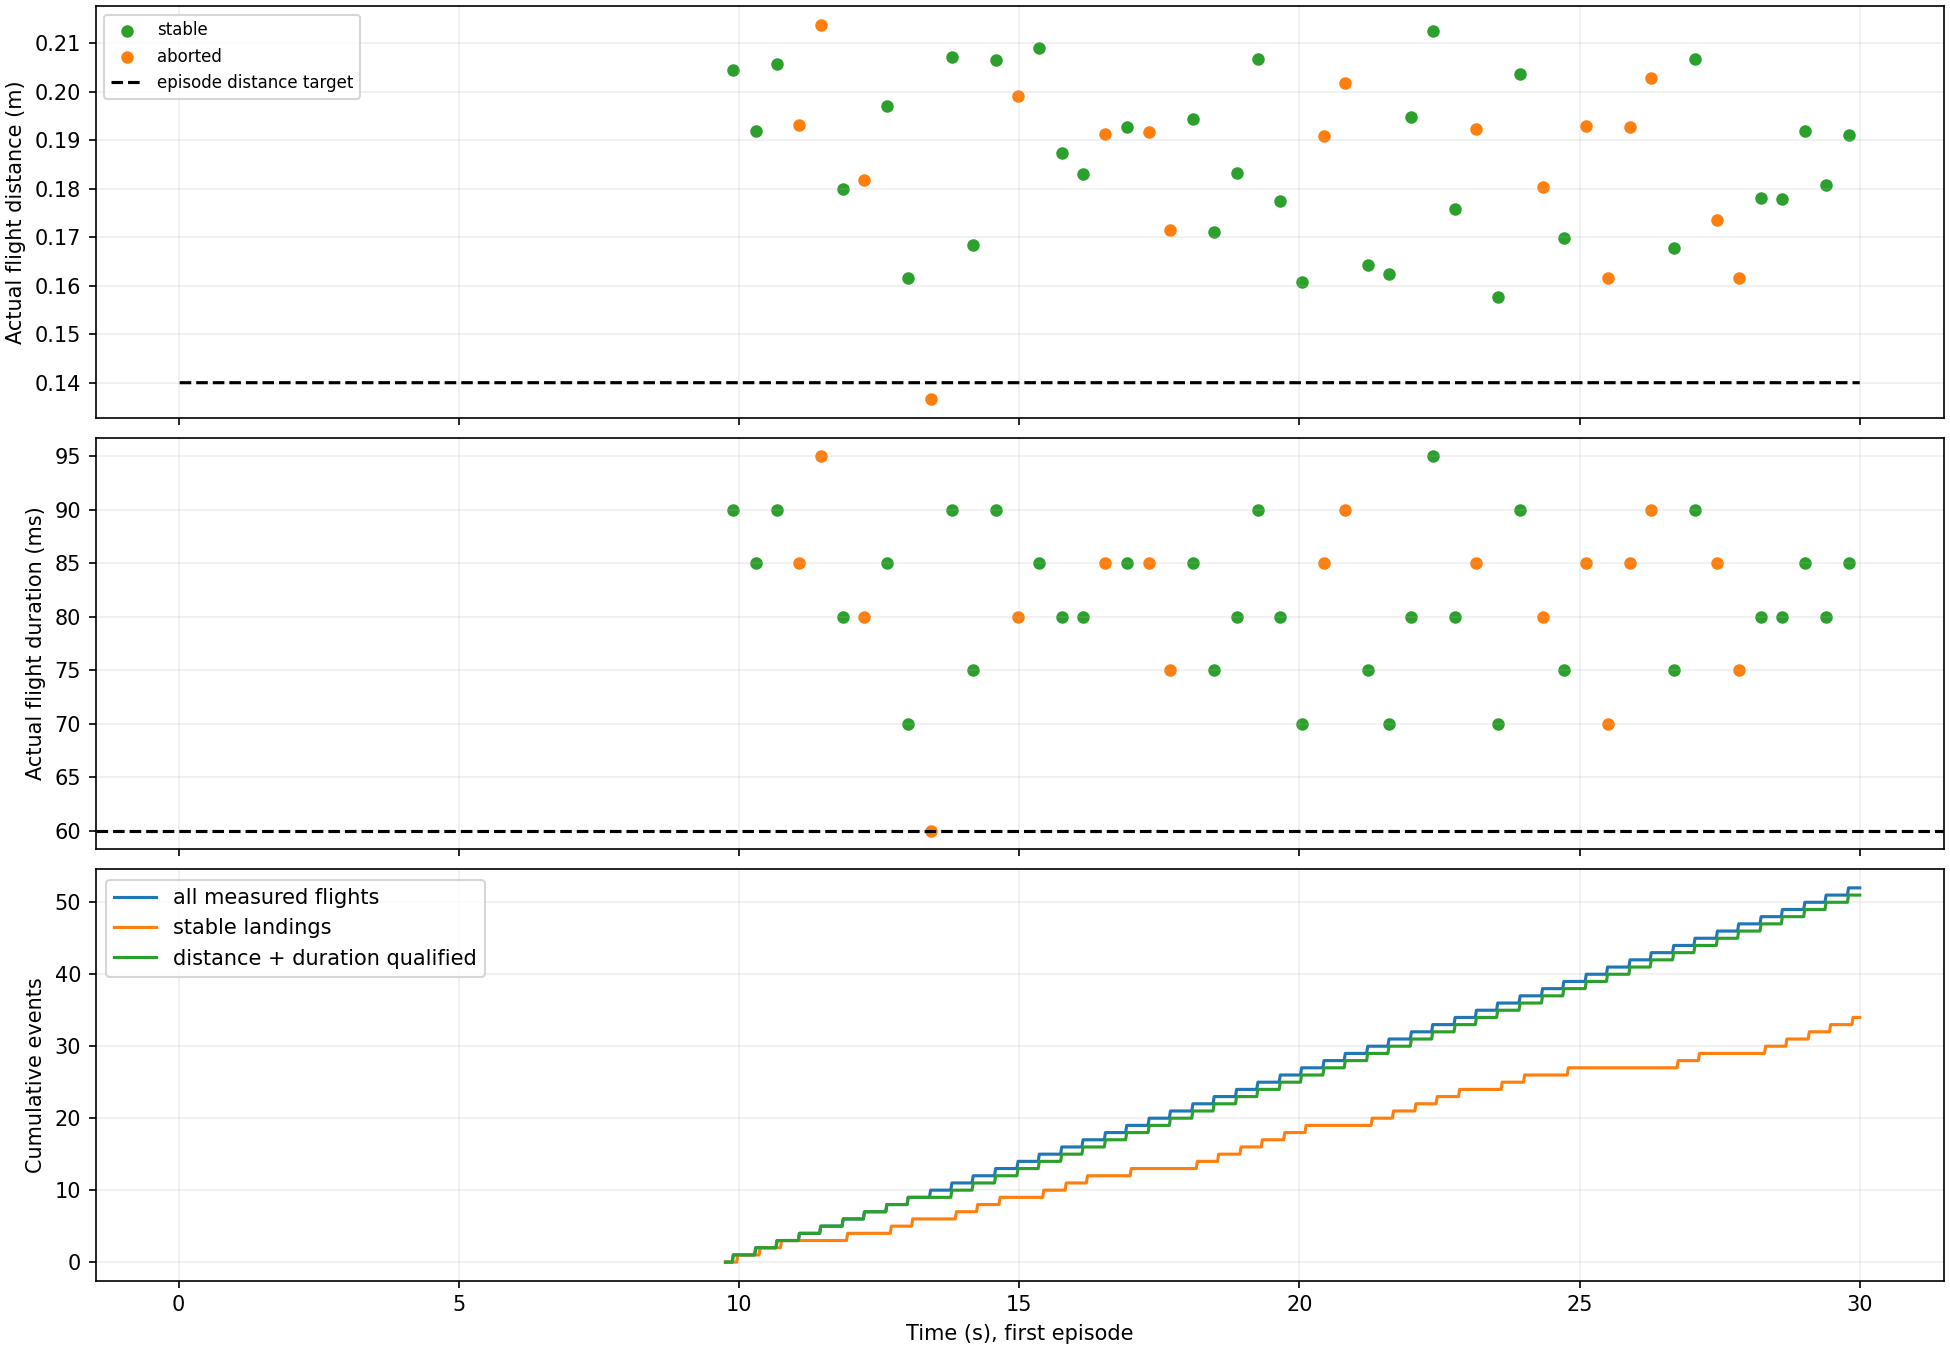 stable
aborted
episode distance target
0.21
0.20
0.19
0.18
0.17
0.16
0.15
0.14
Actual flight distance (m)
95
90
85
80
75
70
65
60
Actual flight duration (ms)
all measured flights
stable landings
distance + duration qualified
50
40
30
20
10
0
Cumulative events
0 5 10 15 20 25 30
Time (s), first episode